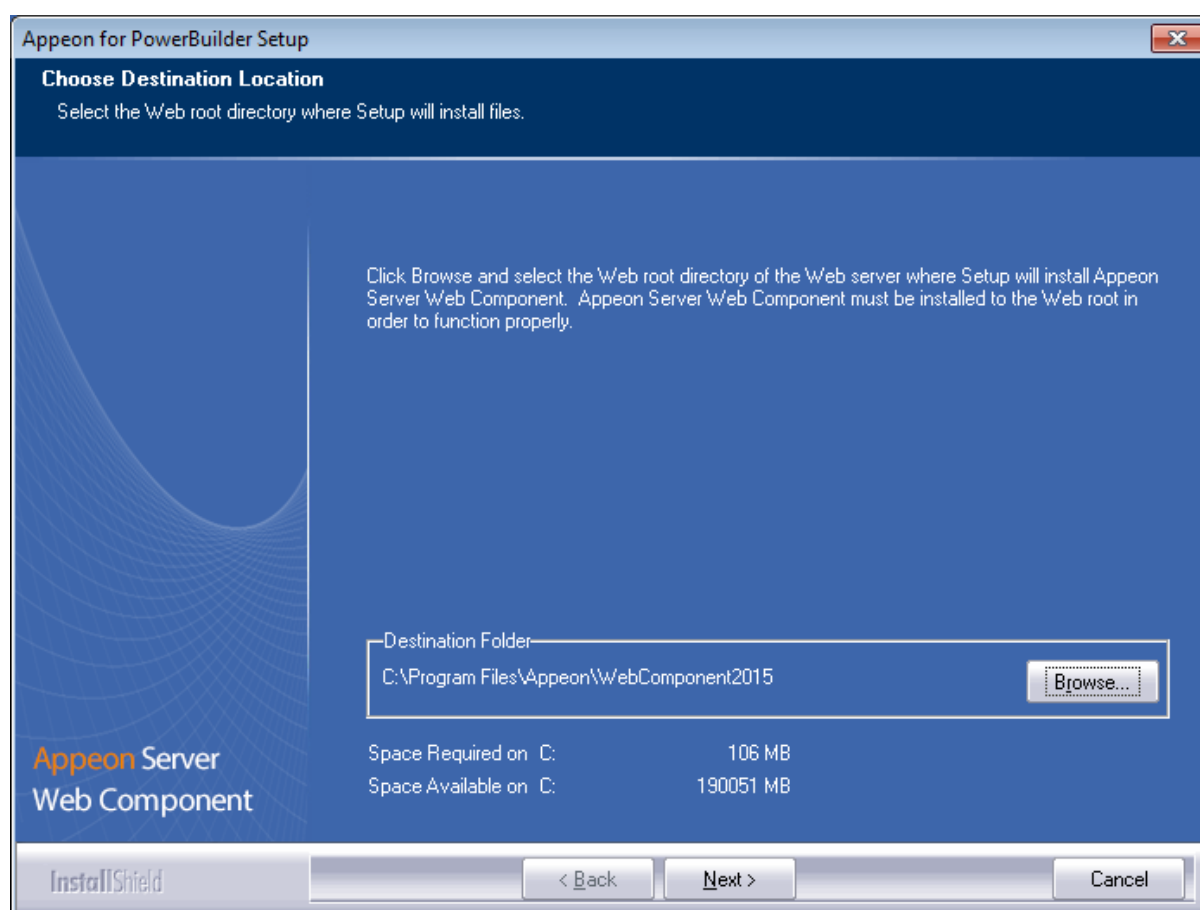 Appeon for PowerBuilder Setup
Choose Destination Location
Select the Web root directory where Setup will install files.
Click Browse and select the Web root directory of the Web server where Setup will install Appeon
Server Web Component.  Appeon Server Web Component must be installed to the Web root in
order to function properly.
Destination Folder
C:\Program Files\Appeon\WebComponent2015
Browse...
Space Required on  C: 106 MB
Space Available on  C: 190051 MB
Appeon Server
Web Component
InstallShield
< Back
Next >
Cancel